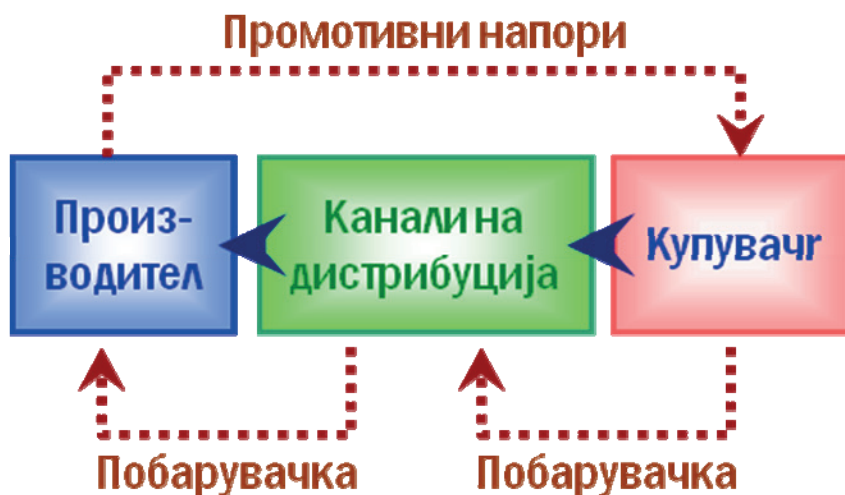 Промотивни напори
Произ-
водител
Канали на
дистрибуција
Купувачr
Побарувачка
Побарувачка